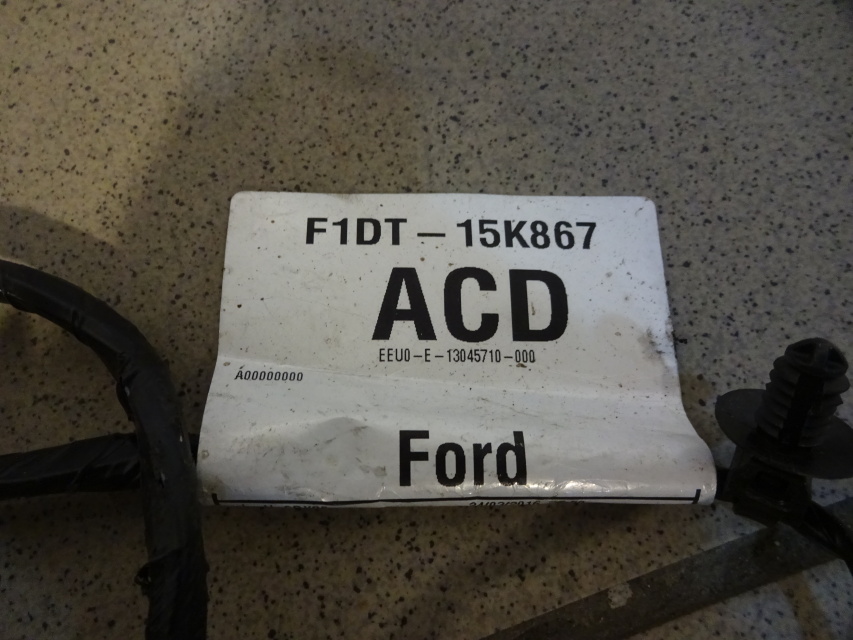 F1DT – 15K867
ACD
EEU0–E–13045710–000
A00000000
Ford